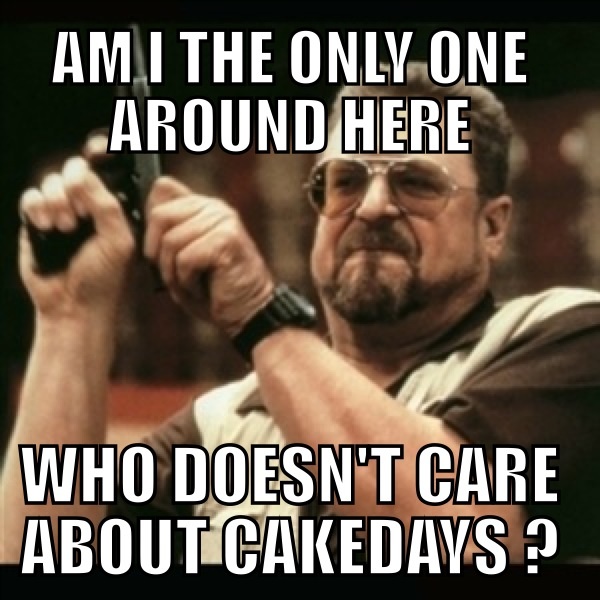 AM I THE ONLY ONE
AROUND HERE
WHO DOESN'T CARE
ABOUT CAKEDAYS ?